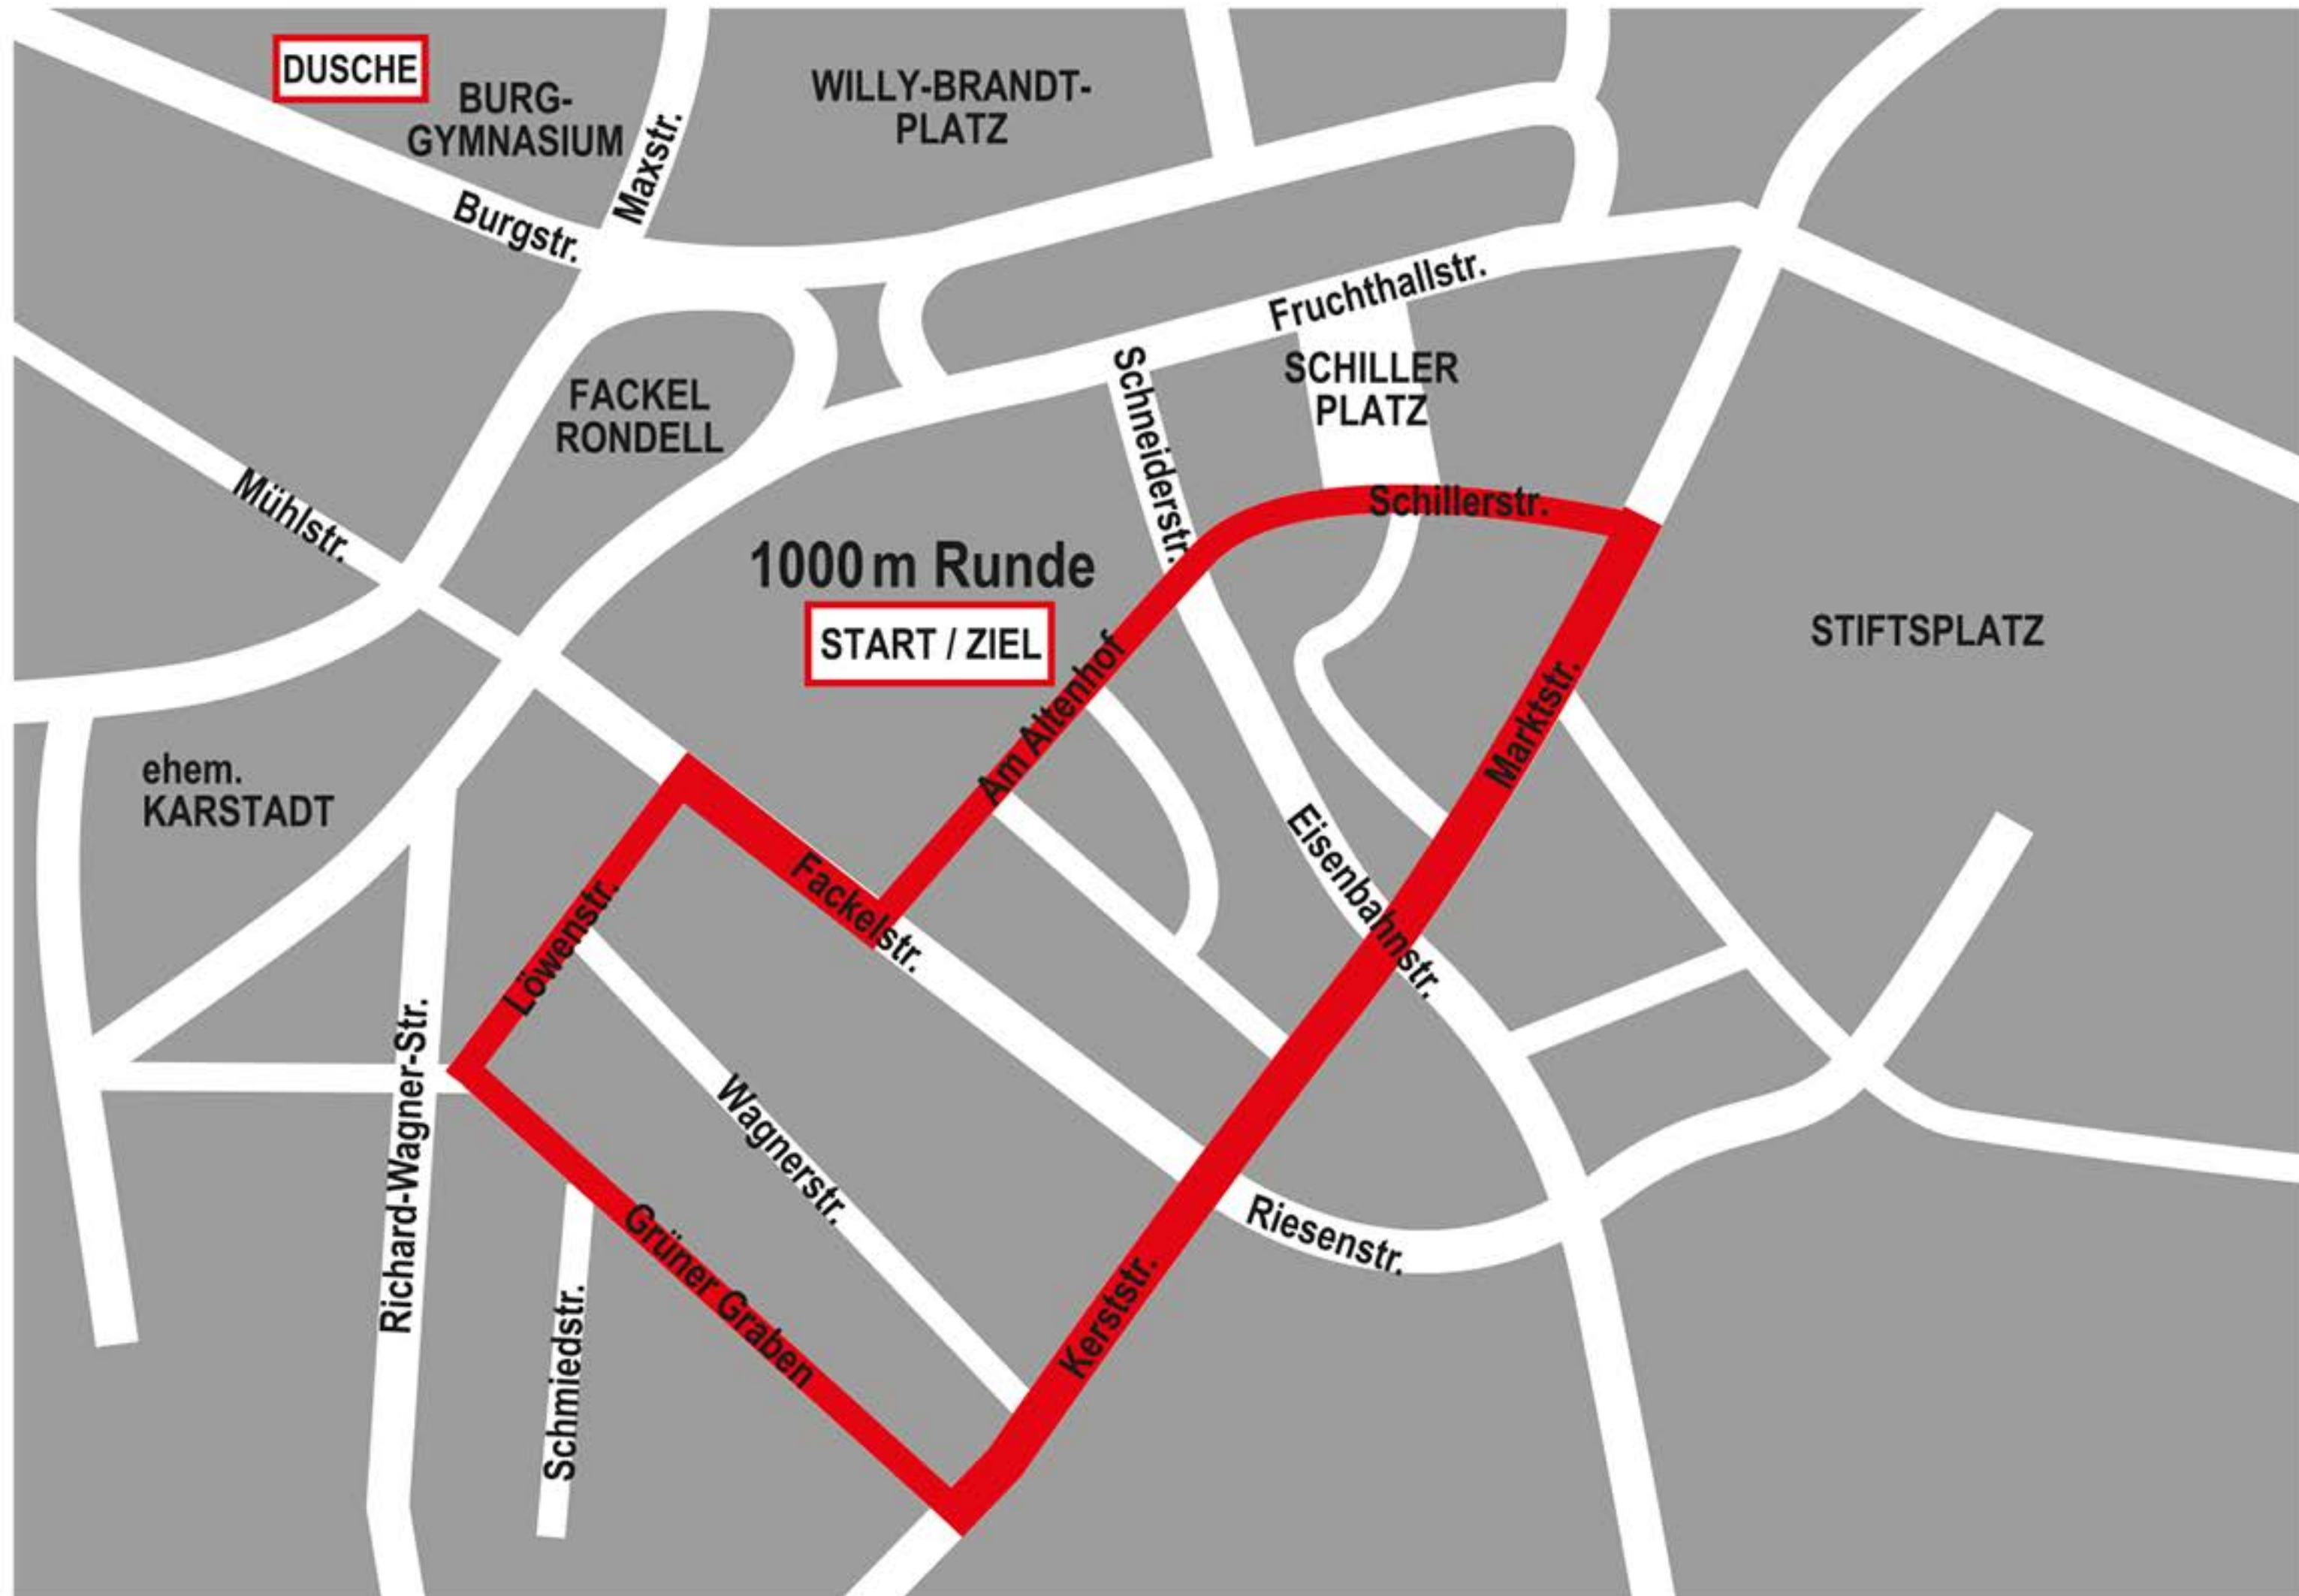 DUSCHE
BURG-
GYMNASIUM
Maxstr.
WILLY-BRANDT-
PLATZ
Burgstr.
Fruchthallstr.
SCHILLER
PLATZ
Schneiderstr.
FACKEL
RONDELL
Mühlstr.
Schillerstr.
1000 m Runde
START / ZIEL
STIFTSPLATZ
Am Altenhof
Marktstr.
ehem.
KARSTADT
Fackelstr.
Eisenbahnstr.
Löwenstr.
Richard-Wagner-Str.
Wagnerstr.
Riesenstr.
Grüner Graben
Kerststr.
Schmiedstr.